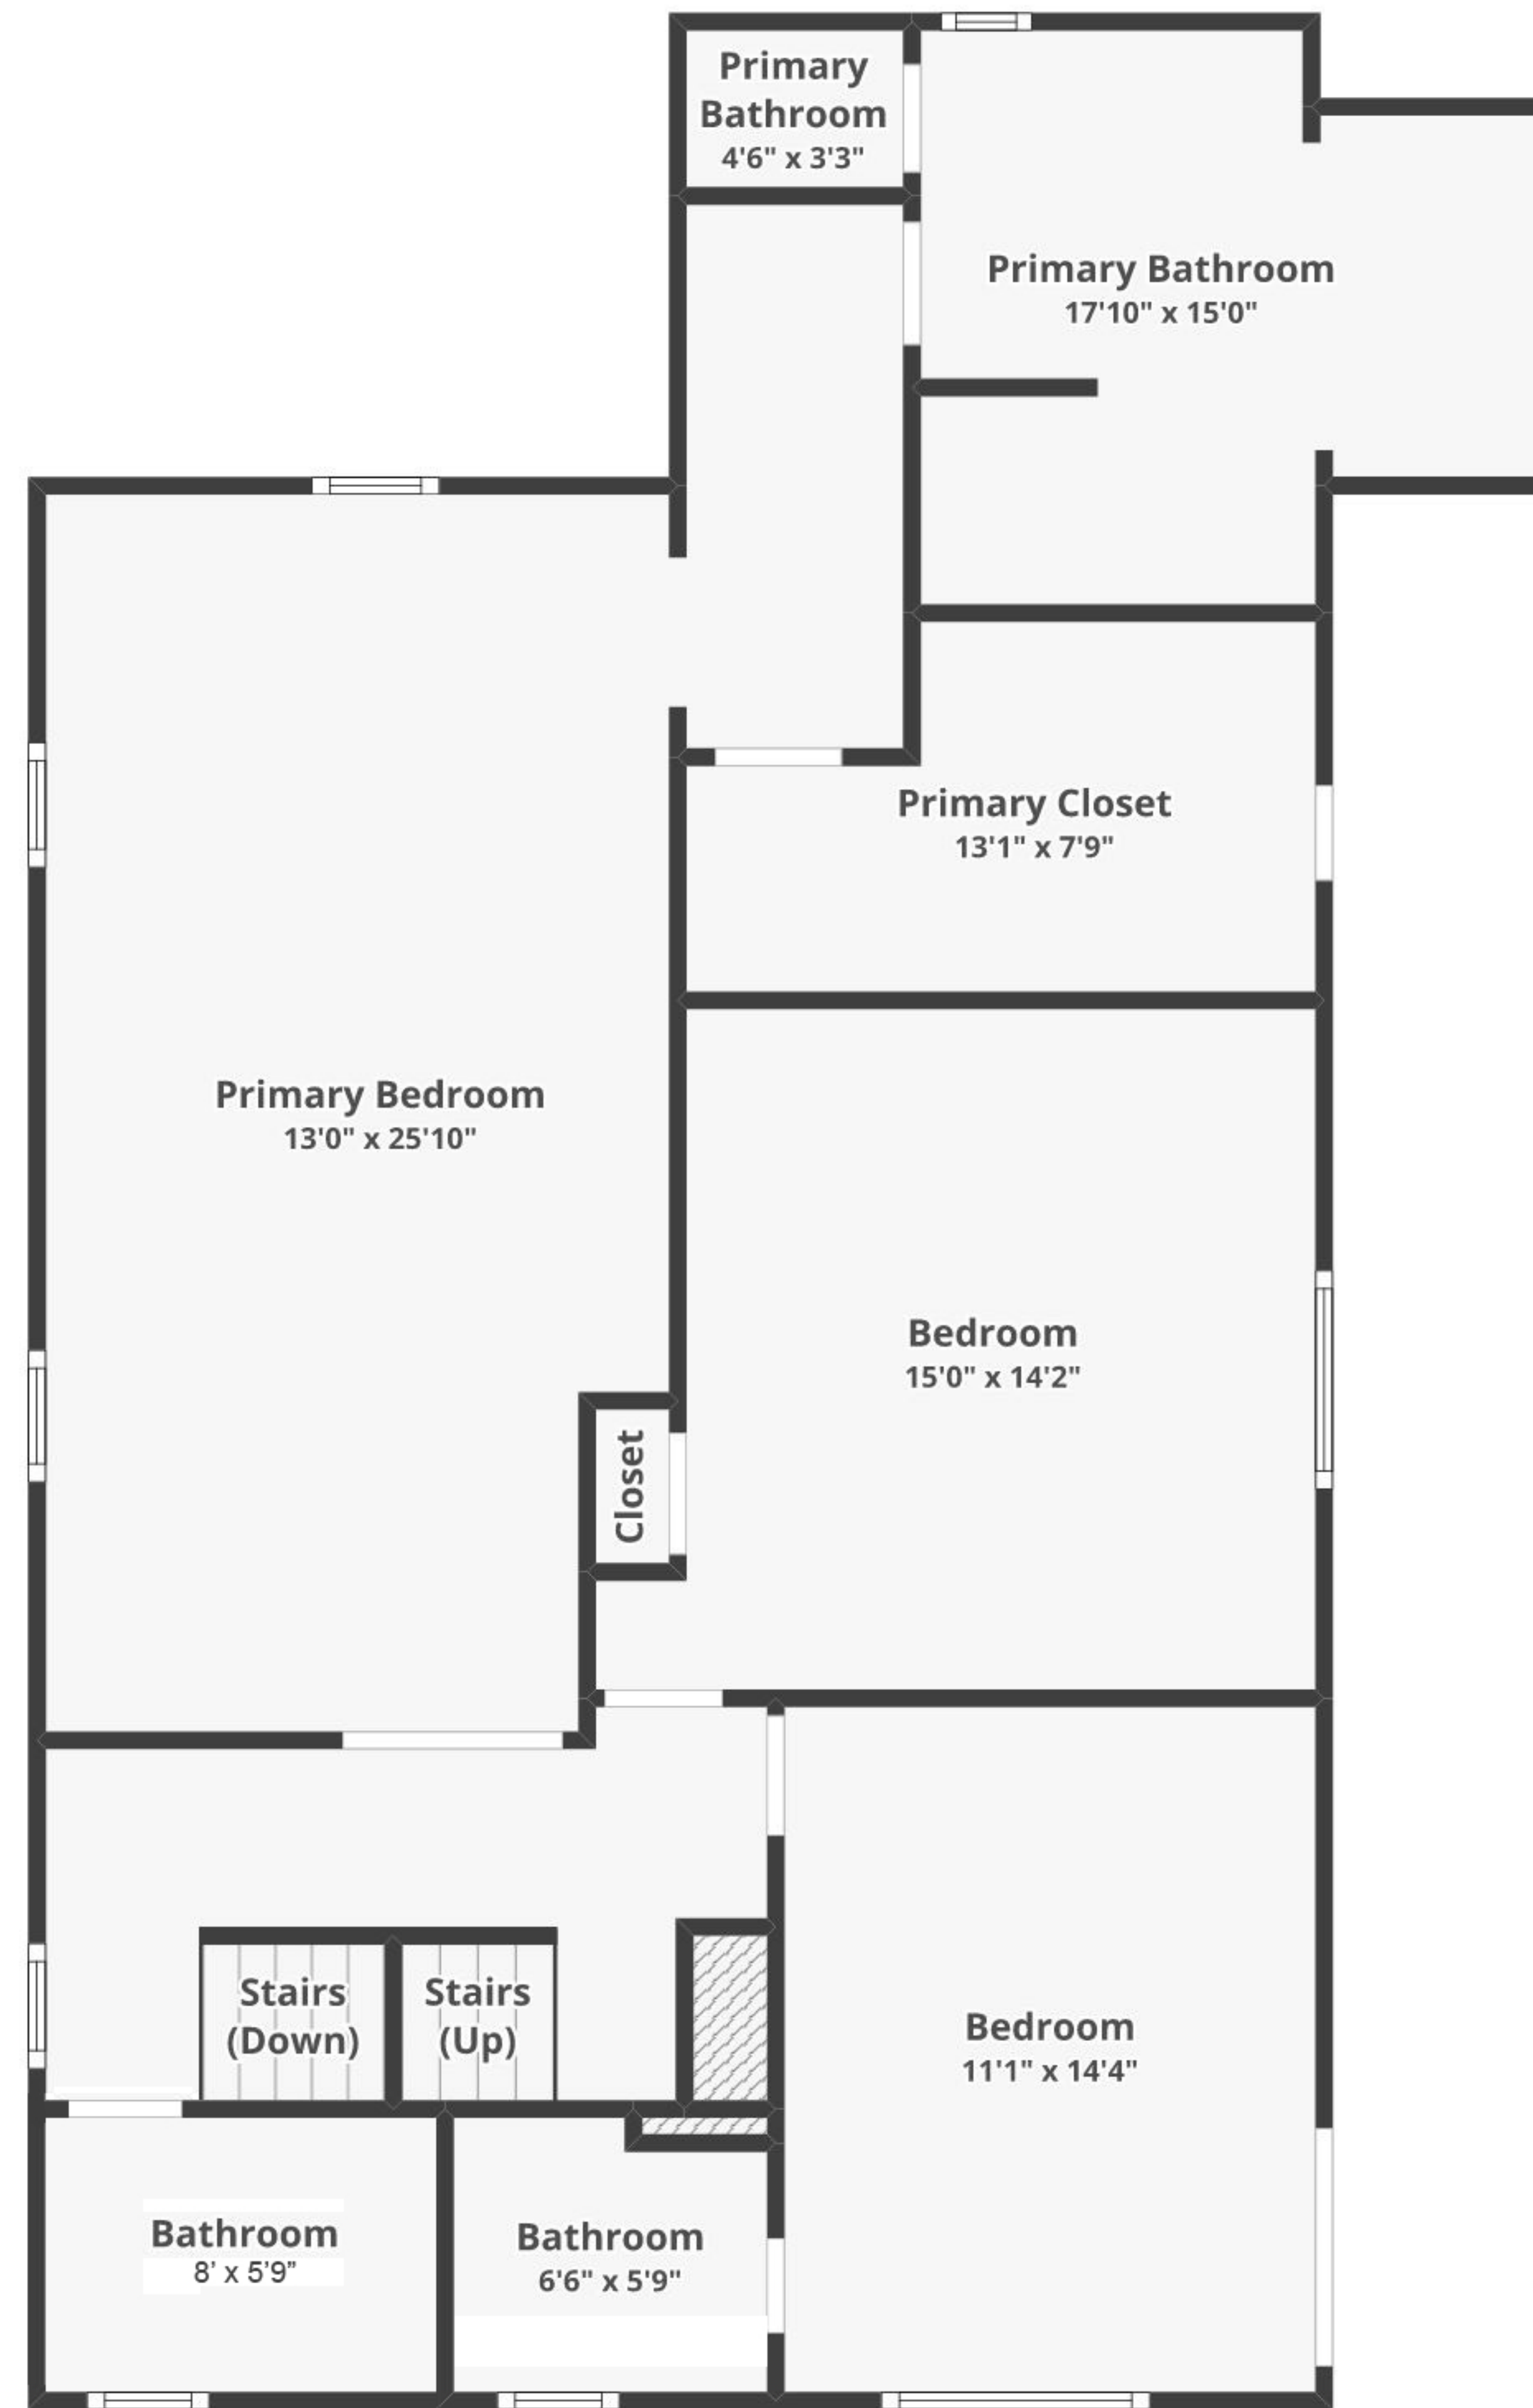 Primary
Bathroom
4'6" x 3'3"
Primary Bathroom
17'10" x 15'0"
Primary Closet
13'1" x 7'9"
Primary Bedroom
13'0" x 25'10"
Bedroom
15'0" x 14'2"
Closet
Stairs
(Down)
Stairs
(Up)
Bedroom
11'1" x 14'4"
Bathroom
8’ x 5’9”
Bathroom
6'6" x 5'9"